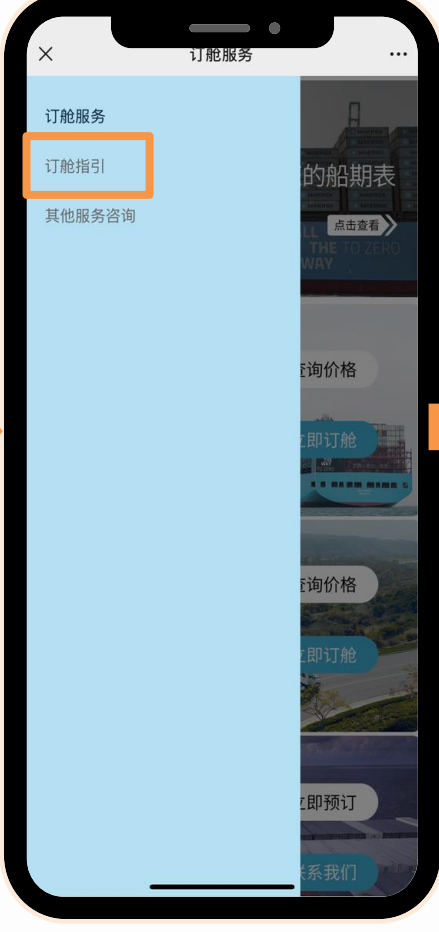 订舱服务
订舱服务
订舱指引
其他服务咨询
的船期表
点击查看
ALL
THE TO ZERO
WAY
查询价格
立即订舱
查询价格
立即订舱
立即预订
联系我们